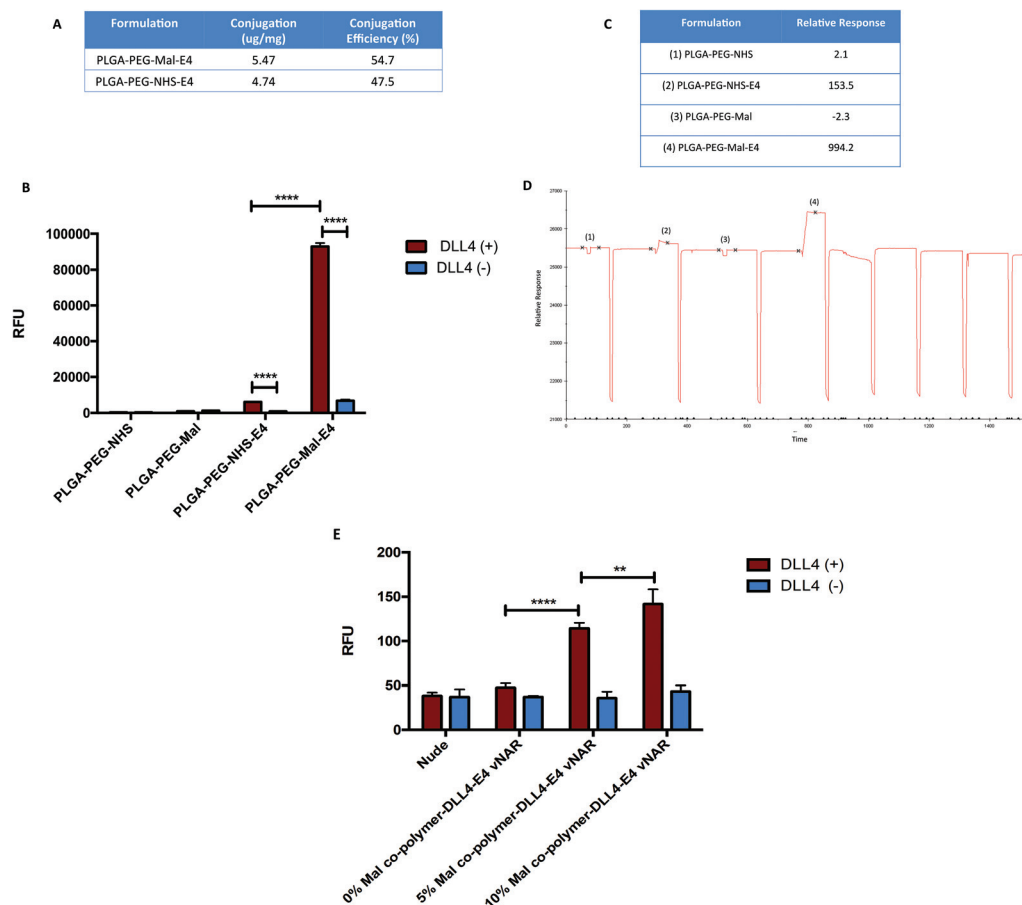 A
Formulation Conjugation (ug/mg) Conjugation Efficiency (%)
PLGA-PEG-Mal-E4 5.47 54.7
PLGA-PEG-NHS-E4 4.74 47.5
C
Formulation Relative Response
(1) PLGA-PEG-NHS 2.1
(2) PLGA-PEG-NHS-E4 153.5
(3) PLGA-PEG-Mal -2.3
(4) PLGA-PEG-Mal-E4 994.2
B
****
****
****
DLL4 (+)
DLL4 (-)
RFU
100000
80000
60000
40000
20000
0
PLGA-PEG-NHS
PLGA-PEG-Mal
PLGA-PEG-NHS-E4
PLGA-PEG-Mal-E4
D
Relative Response
27000
26000
25000
24000
23000
22000
21000
(1)
(2)
(3)
(4)
0 200 400 600 800 1000 1200 1400
Time
E
RFU
200
150
100
50
0
****
**
DLL4 (+)
DLL4 (-)
Nude
0% Mal co-polymer-DLL4-E4 vNAR
5% Mal co-polymer-DLL4-E4 vNAR
10% Mal co-polymer-DLL4-E4 vNAR